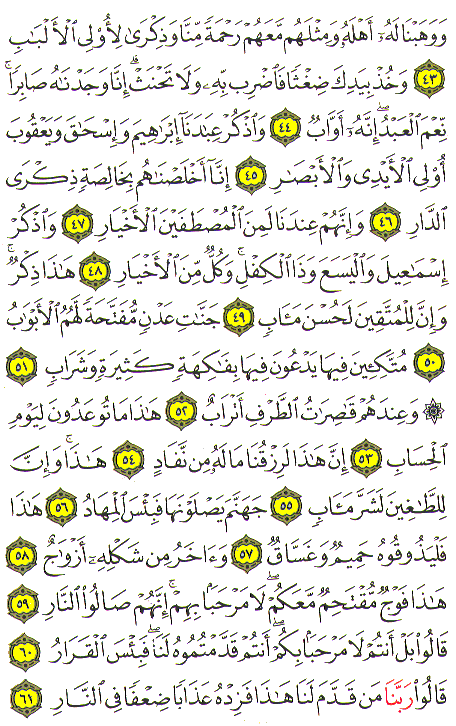 وَوَهَبْنَا لَهُۥٓ أَهْلَهُۥ وَمِثْلَهُم مَّعَهُمْ رَحْمَةً مِّنَّا وَذِكْرَىٰ لِأُو۟لِى ٱلْأَلْبَٰبِ
٤٣ وَخُذْ بِيَدِكَ ضِغْثًا فَٱضْرِب بِّهِۦ وَلَا تَحْنَثْ ۗ إِنَّا وَجَدْنَٰهُ صَابِرًا ۚ
نِّعْمَ ٱلْعَبْدُ ۖ إِنَّهُۥٓ أَوَّابٌ ٤٤ وَٱذْكُرْ عِبَٰدَنَآ إِبْرَٰهِيمَ وَإِسْحَٰقَ وَيَعْقُوبَ
أُو۟لِى ٱلْأَيْدِى وَٱلْأَبْصَٰرِ ٤٥ إِنَّآ أَخْلَصْنَٰهُم بِخَالِصَةٍ ذِكْرَى
ٱلدَّارِ ٤٦ وَإِنَّهُمْ عِندَنَا لَمِنَ ٱلْمُصْطَفَيْنَ ٱلْأَخْيَارِ ٤٧ وَٱذْكُرْ
إِسْمَٰعِيلَ وَٱلْيَسَعَ وَذَا ٱلْكِفْلِ ۖ وَكُلٌّ مِّنَ ٱلْأَخْيَارِ ٤٨ هَٰذَا ذِكْرٌ ۚ
وَإِنَّ لِلْمُتَّقِينَ لَحُسْنَ مَـَٔابٍ ٤٩ جَنَّٰتِ عَدْنٍ مُّفَتَّحَةً لَّهُمُ ٱلْأَبْوَٰبُ
٥٠ مُتَّكِـِٔينَ فِيهَا يَدْعُونَ فِيهَا بِفَٰكِهَةٍ كَثِيرَةٍ وَشَرَابٍ ٥١
۞ وَعِندَهُمْ قَٰصِرَٰتُ ٱلطَّرْفِ أَتْرَابٌ ٥٢ هَٰذَا مَا تُوعَدُونَ لِيَوْمِ
ٱلْحِسَابِ ٥٣ إِنَّ هَٰذَا لَرِزْقُنَا مَا لَهُۥ مِن نَّفَادٍ ٥٤ هَٰذَا ۚ وَإِنَّ
لِلطَّٰغِينَ لَشَرَّ مَـَٔابٍ ٥٥ جَهَنَّمَ يَصْلَوْنَهَا فَبِئْسَ ٱلْمِهَادُ ٥٦ هَٰذَا
فَلْيَذُوقُوهُ حَمِيمٌ وَغَسَّاقٌ ٥٧ وَءَاخَرُ مِن شَكْلِهِۦٓ أَزْوَٰجٌ ٥٨
هَٰذَا فَوْجٌ مُّقْتَحِمٌ مَّعَكُمْ ۖ لَا مَرْحَبًۢا بِهِمْ ۚ إِنَّهُمْ صَالُوا۟ ٱلنَّارِ ٥٩
قَالُوا۟ بَلْ أَنتُمْ لَا مَرْحَبًۢا بِكُمْ ۖ أَنتُمْ قَدَّمْتُمُوهُ لَنَا ۖ فَبِئْسَ ٱلْقَرَارُ ٦٠
قَالُوا۟ رَبَّنَا مَن قَدَّمَ لَنَا هَٰذَا فَزِدْهُ عَذَابًا ضِعْفًا فِى ٱلنَّارِ ٦١